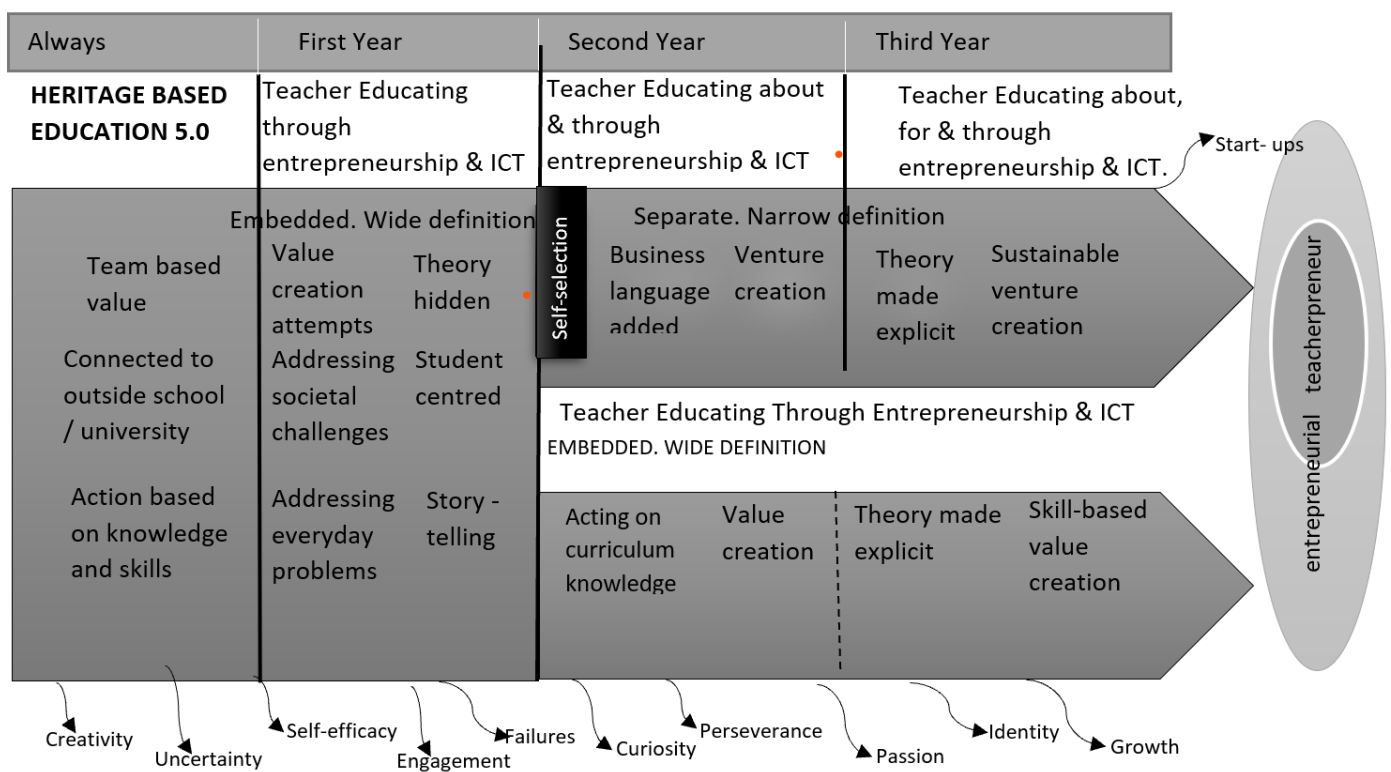 Always
First Year
Second Year
Third Year
HERITAGE BASED
EDUCATION 5.0
Teacher Educating
through
entrepreneurship & ICT
Teacher Educating about
& through
entrepreneurship & ICT
Teacher Educating about,
for & through
entrepreneurship & ICT.
Start- ups
Embedded. Wide definition
Separate. Narrow definition
Self-selection
Team based
value
Value
creation
attempts
Theory
hidden
Business
language
added
Venture
creation
Theory
made
explicit
Sustainable
venture
creation
Connected to
outside school
/ university
Addressing
societal
challenges
Student
centred
Teacher Educating Through Entrepreneurship & ICT
EMBEDDED. WIDE DEFINITION
Action based
on knowledge
and skills
Addressing
everyday
problems
Story -
telling
Acting on
curriculum
knowledge
Value
creation
Theory made
explicit
Skill-based
value
creation
entrepreneurial teacherpreneur
Creativity
Uncertainty
Self-efficacy
Engagement
Failures
Curiosity
Perseverance
Passion
Identity
Growth